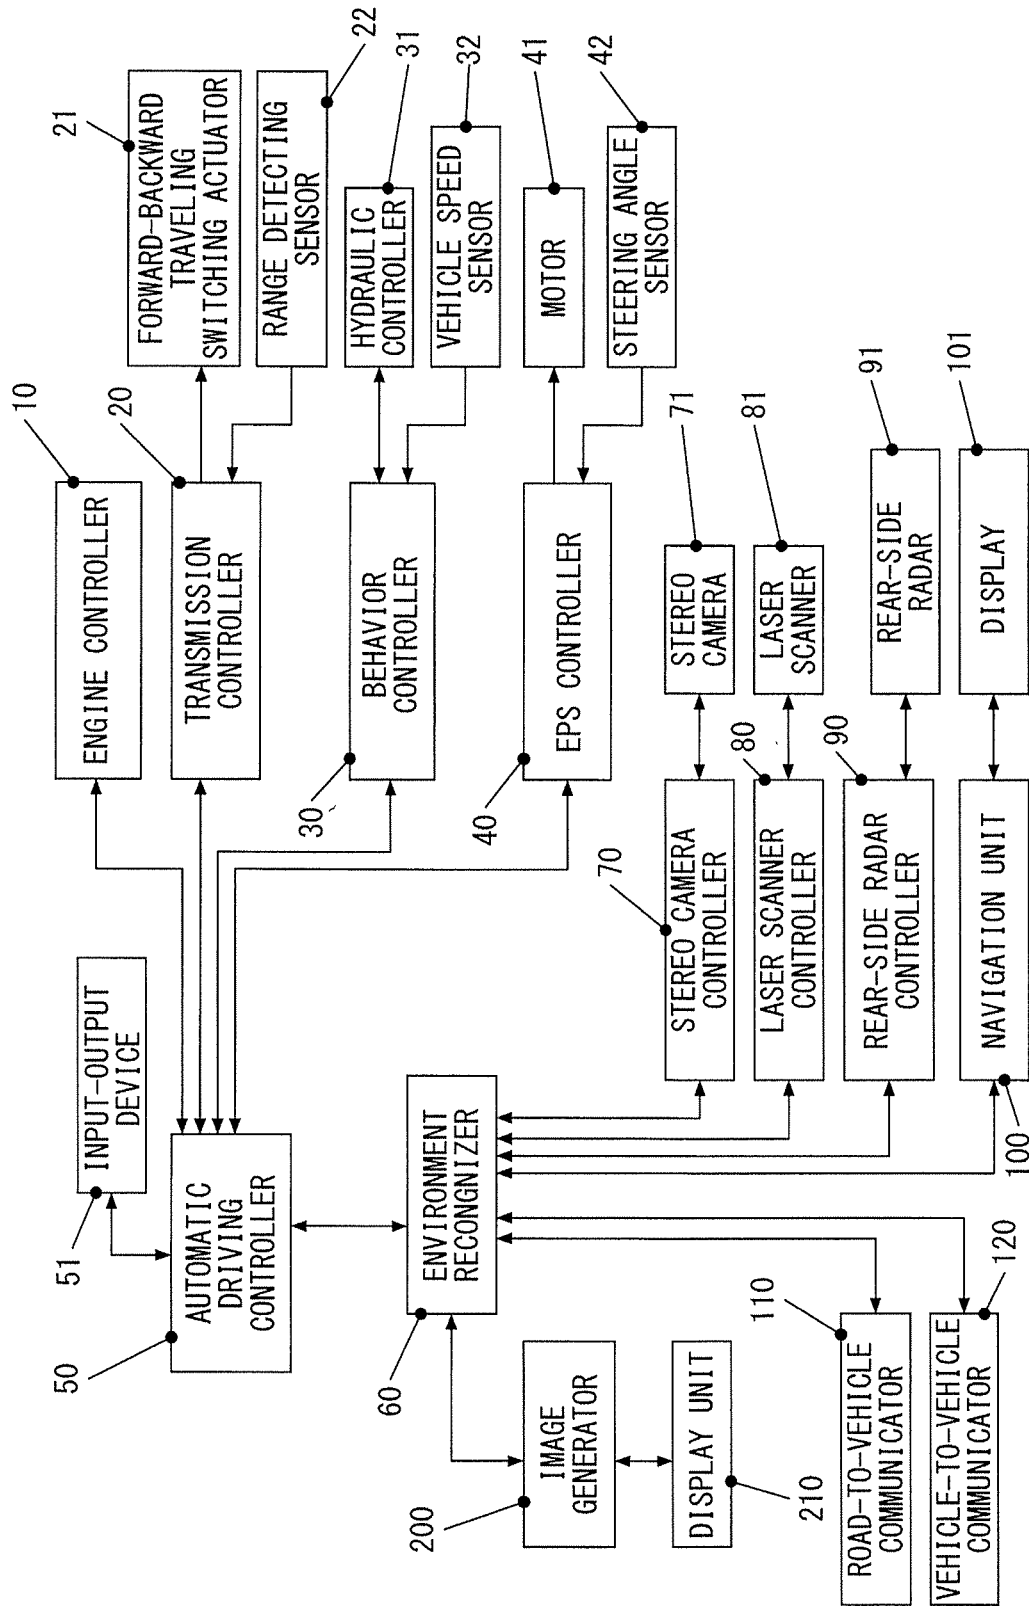 10
ENGINE CONTROLLER
20
TRANSMISSION
CONTROLLER
21
FORWARD-BACKWARD
TRAVELING
SWITCHING ACTUATOR
22
RANGE DETECTING
SENSOR
30
BEHAVIOR
CONTROLLER
31
HYDRAULIC
CONTROLLER
32
VEHICLE SPEED
SENSOR
40
EPS CONTROLLER
41
MOTOR
42
STEERING ANGLE
SENSOR
51
INPUT-OUTPUT
DEVICE
50
AUTOMATIC
DRIVING
CONTROLLER
60
ENVIRONMENT
RECONGNIZER
70
STEREO CAMERA
CONTROLLER
71
STEREO
CAMERA
80
LASER SCANNER
CONTROLLER
81
LASER
SCANNER
90
REAR-SIDE RADAR
CONTROLLER
91
REAR-SIDE
RADAR
100
NAVIGATION UNIT
101
DISPLAY
200
IMAGE
GENERATOR
210
DISPLAY UNIT
110
ROAD-TO-VEHICLE
COMMUNICATOR
120
VEHICLE-TO-VEHICLE
COMMUNICATOR